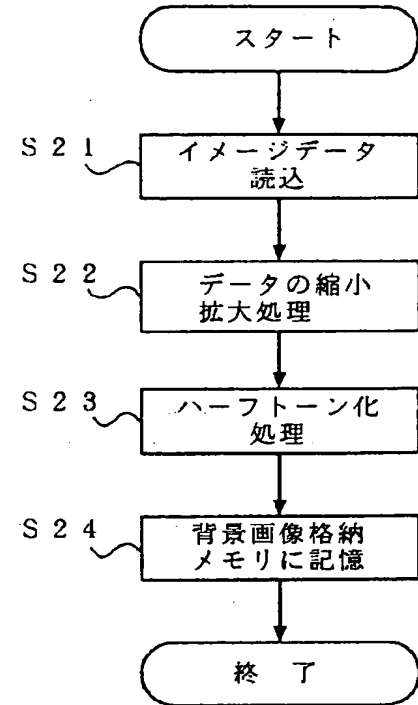 スタート
S21
イメージデータ
読込
S22
データの縮小
拡大処理
S23
ハーフトーン化
処理
S24
背景画像格納
メモリに記憶
終 了